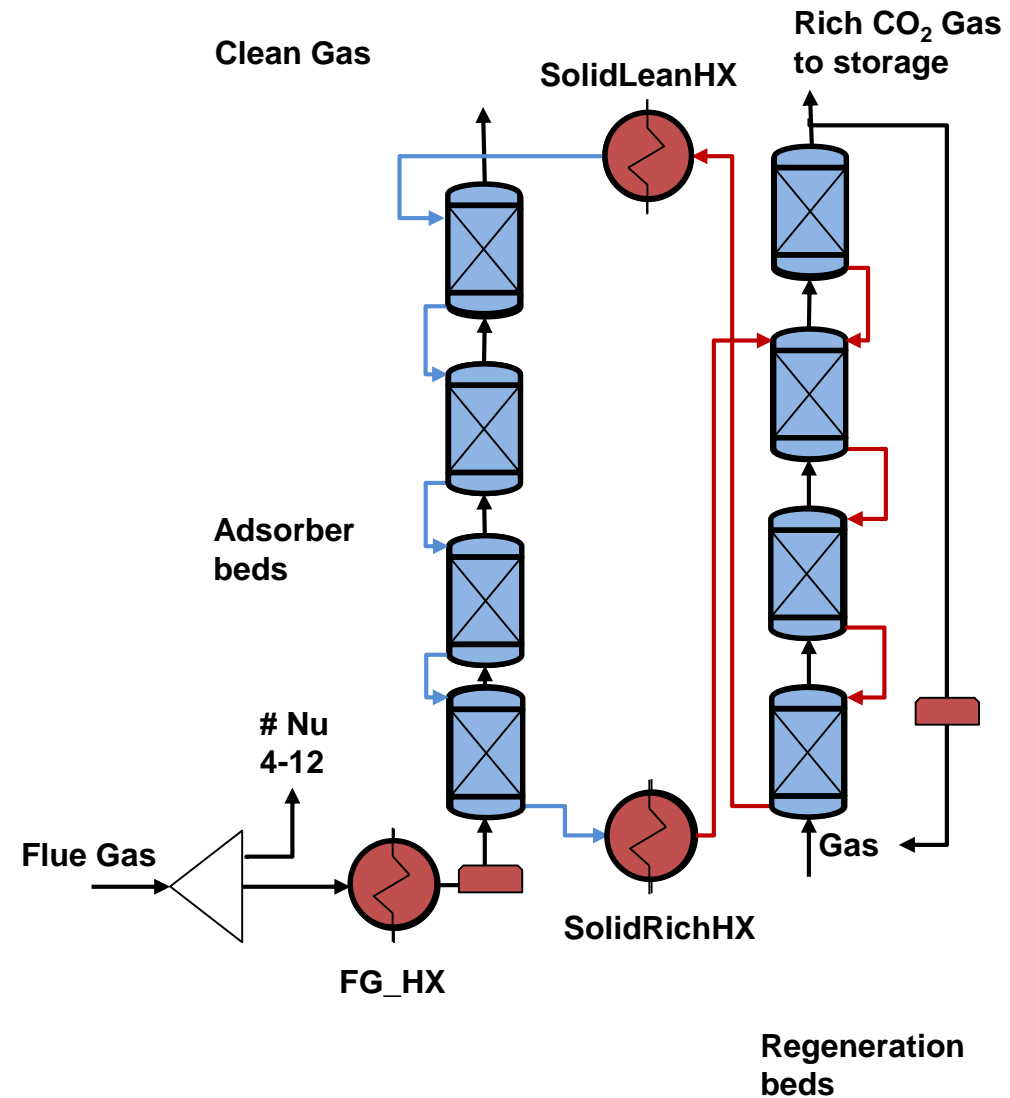 Clean Gas
Rich CO₂ Gas
to storage
SolidLeanHX
Adsorber
beds
# Nu
4-12
Flue Gas
Gas
SolidRichHX
FG_HX
Regeneration
beds